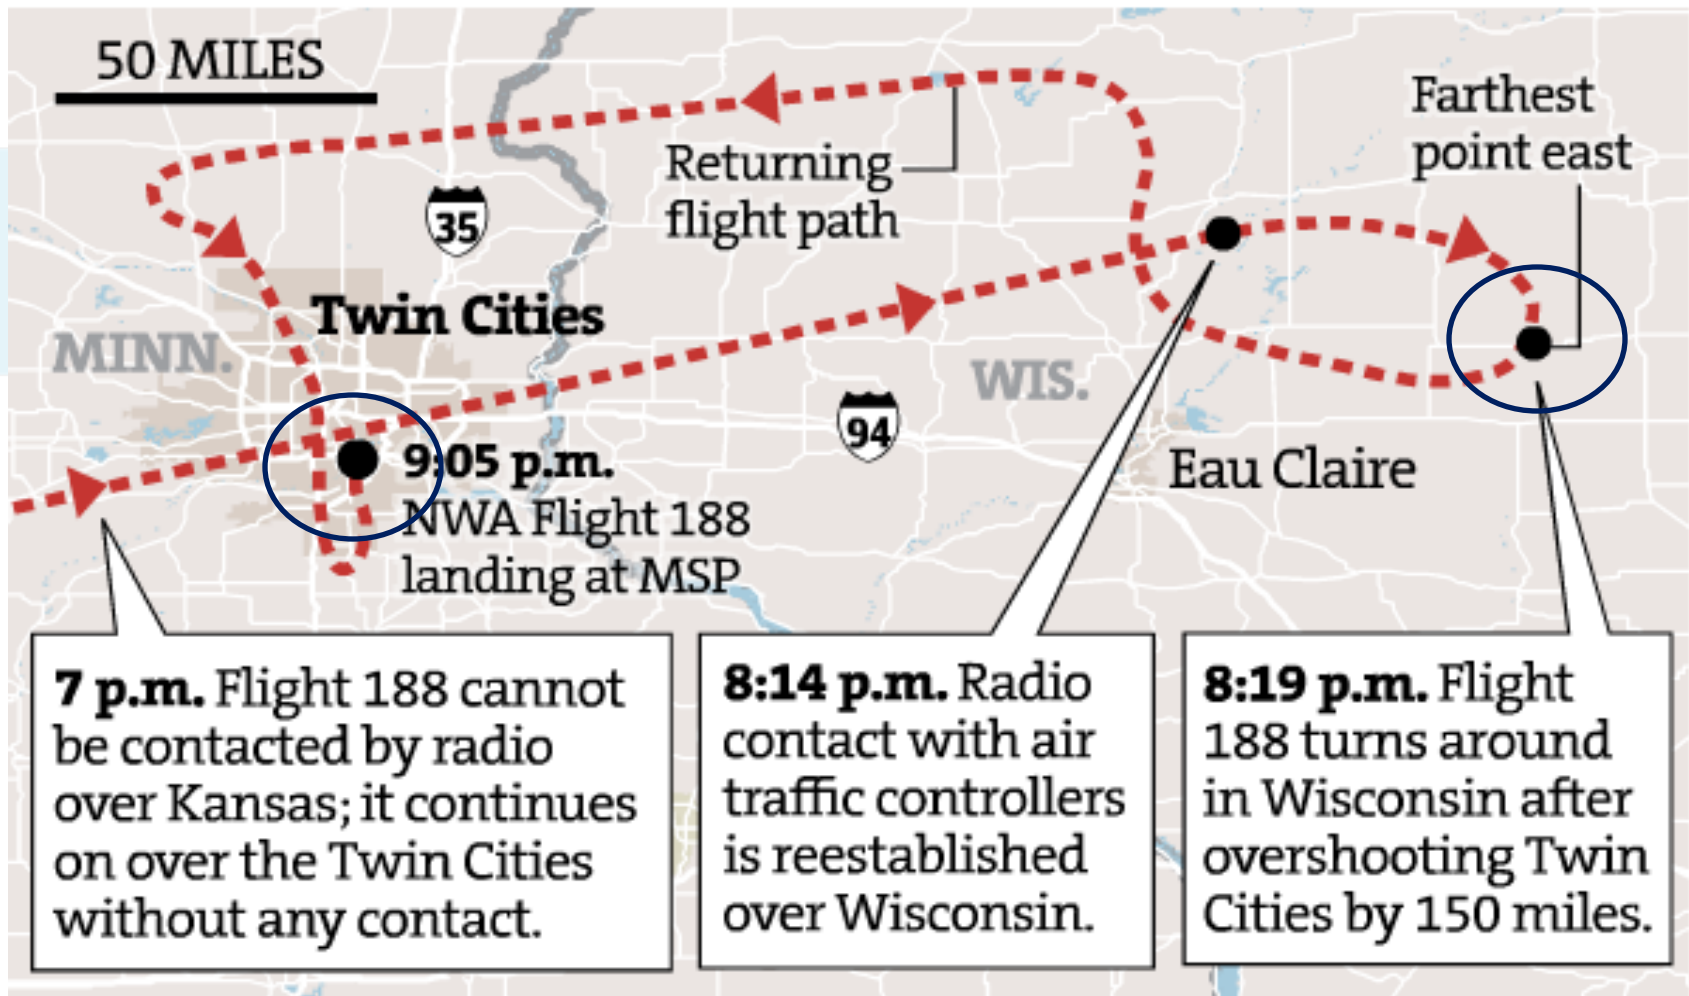 50 MILES
Farthest
point east
Returning
flight path
35
Twin Cities
MINN.
WIS.
94
9:05 p.m.
NWA Flight 188
landing at MSP
Eau Claire
7 p.m. Flight 188 cannot
be contacted by radio
over Kansas; it continues
on over the Twin Cities
without any contact.
8:14 p.m. Radio
contact with air
traffic controllers
is reestablished
over Wisconsin.
8:19 p.m. Flight
188 turns around
in Wisconsin after
overshooting Twin
Cities by 150 miles.